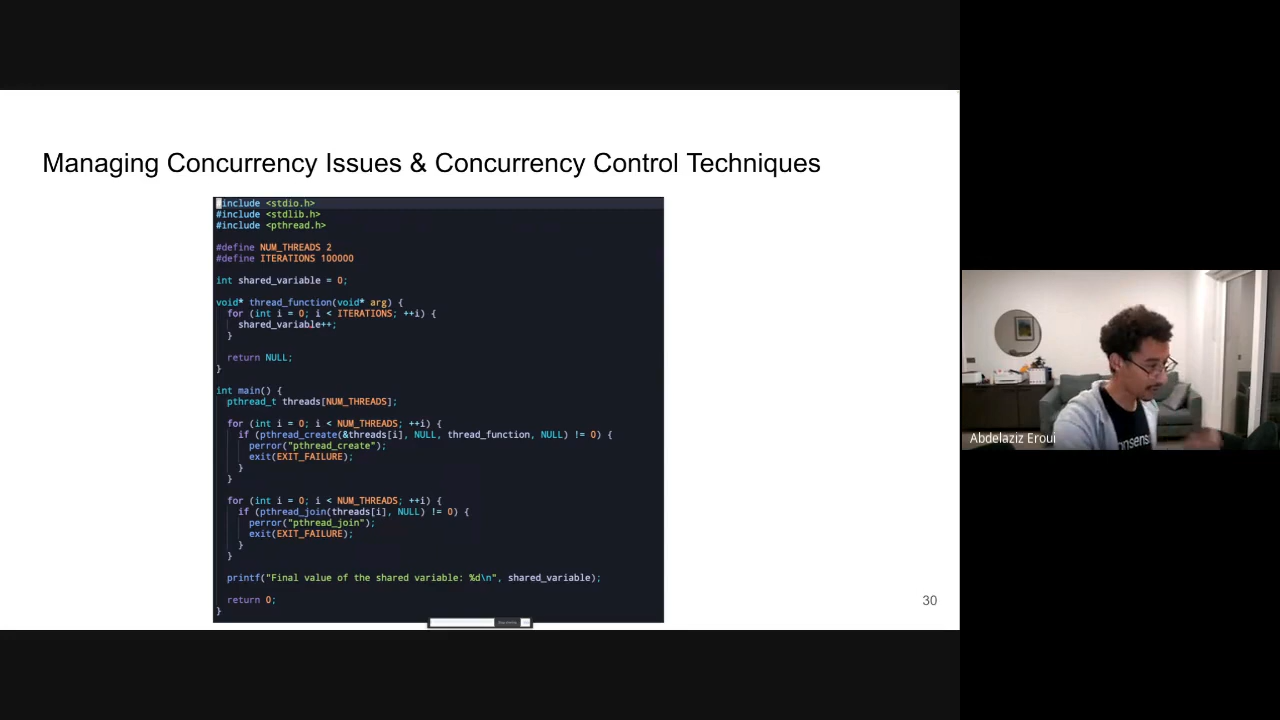 Managing Concurrency Issues & Concurrency Control Techniques
#include <stdio.h>
#include <stdlib.h>
#include <pthread.h>
#define NUM_THREADS 2
#define ITERATIONS 100000
int shared_variable = 0;
void* thread_function(void* arg) {
for (int i = 0; i < ITERATIONS; ++i) {
shared_variable++;
}
return NULL;
}
int main() {
pthread_t threads[NUM_THREADS];
for (int i = 0; i < NUM_THREADS; ++i) {
if (pthread_create(&threads[i], NULL, thread_function, NULL) != 0) {
perror("pthread_create");
exit(EXIT_FAILURE);
}
}
for (int i = 0; i < NUM_THREADS; ++i) {
if (pthread_join(threads[i], NULL) != 0) {
perror("pthread_join");
exit(EXIT_FAILURE);
}
}
printf("Final value of the shared variable: %d\n", shared_variable);
return 0;
}
30
Abdelaziz Eroui
nsens